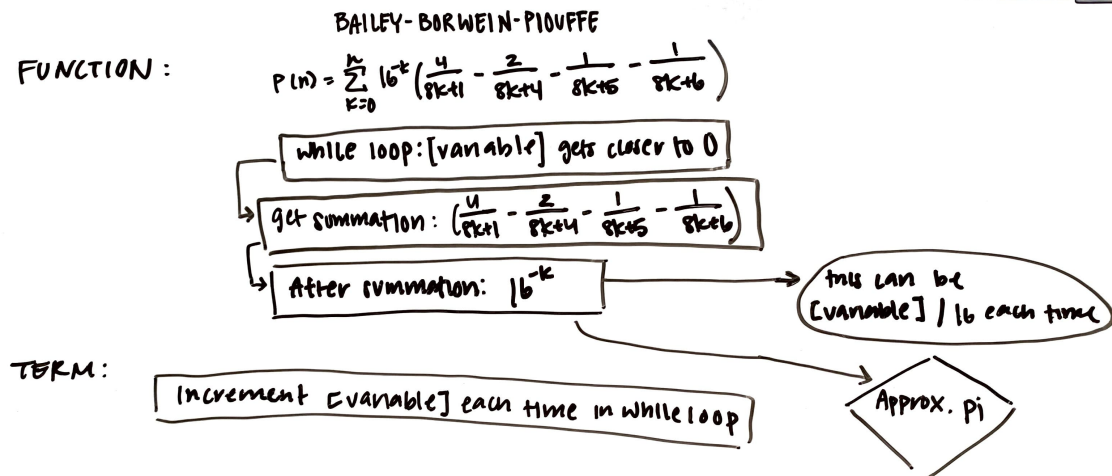 BAILEY-BORWEIN-PIOUFFE
FUNCTION:
P(n) = n ∑ k=0 16^-k (4/8k+1 - 2/8k+4 - 1/8k+5 - 1/8k+6)
while loop: [variable] gets closer to 0
get summation: (4/8k+1 - 2/8k+4 - 1/8k+5 - 1/8k+6)
After summation: 16^-k
this can be
[variable] / 16 each time
TERM:
Increment [variable] each time in while loop
Approx. pi